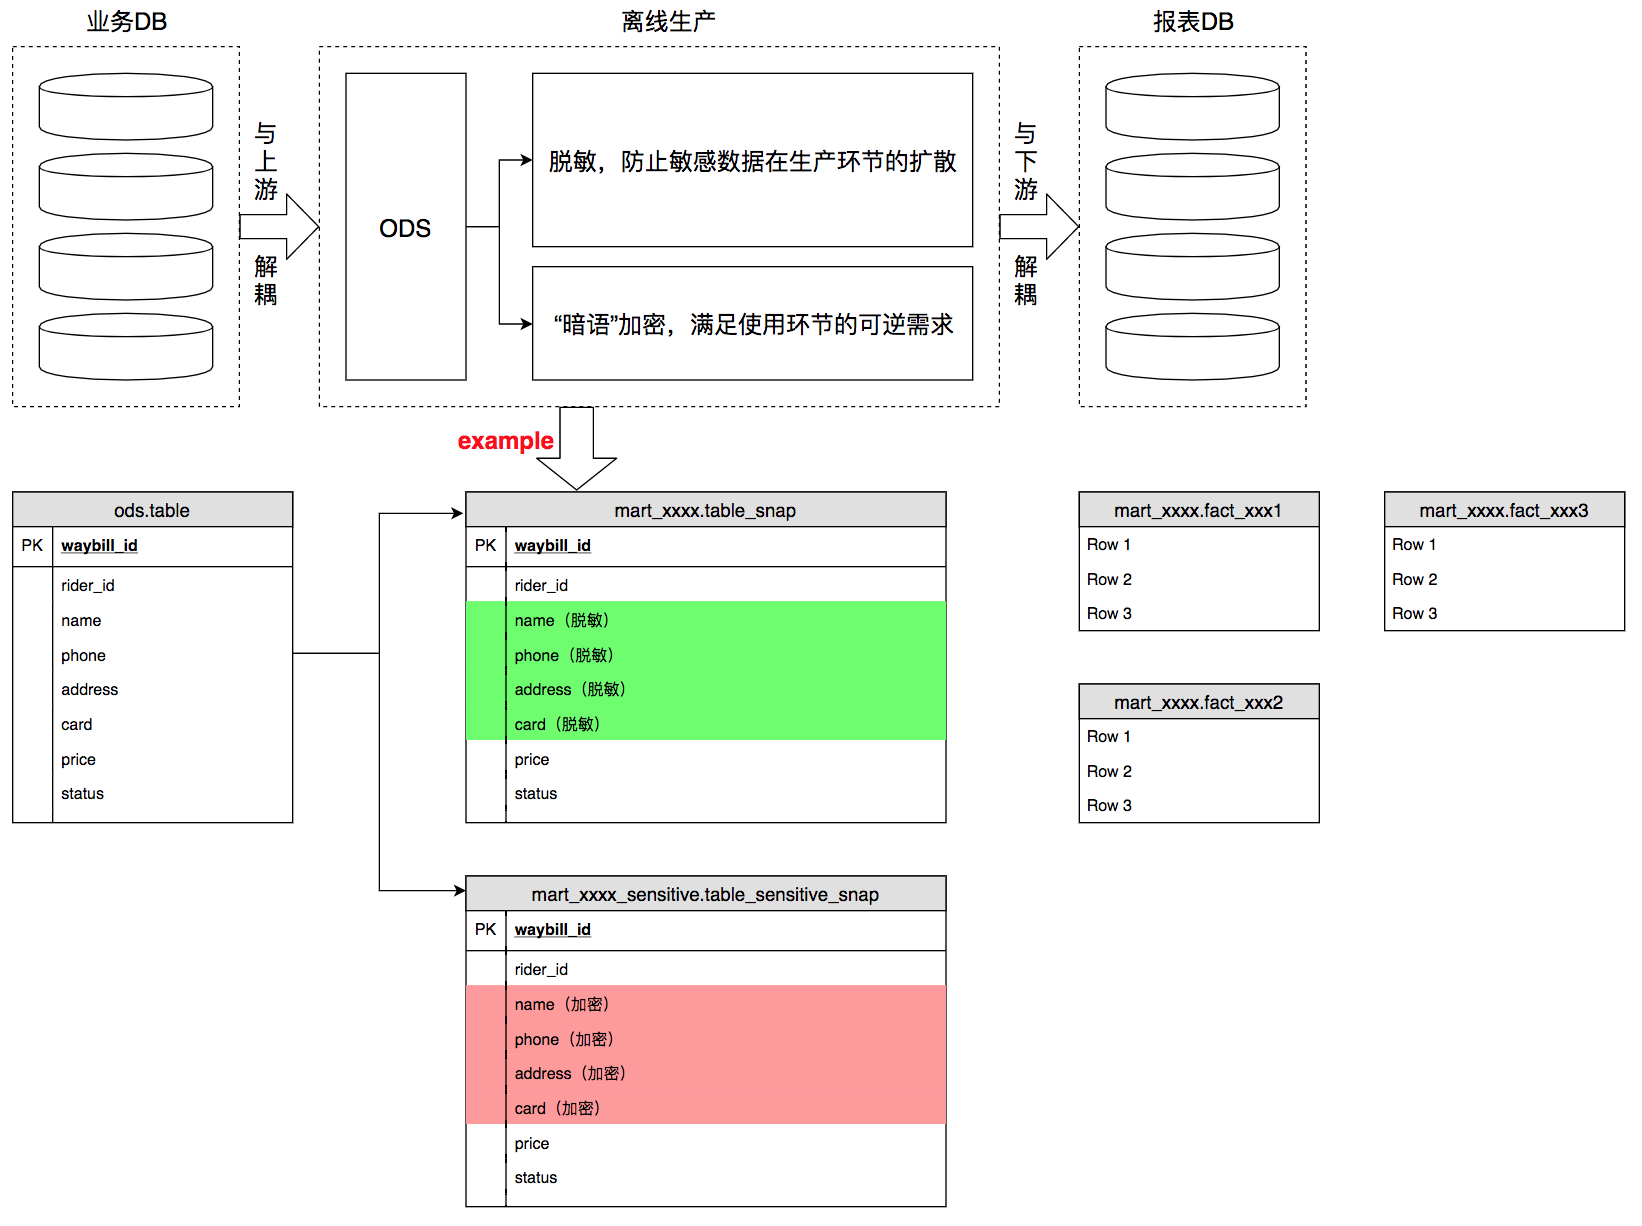 业务DB
离线生产
报表DB
与上游
解耦
ODS
脱敏，防止敏感数据在生产环节的扩散
“暗语”加密，满足使用环节的可逆需求
与下游
解耦
example
ods.table
PK waybill_id
rider_id
name
phone
address
card
price
status
mart_xxxx.table_snap
PK waybill_id
rider_id
name（脱敏）
phone（脱敏）
address（脱敏）
card（脱敏）
price
status
mart_xxxx.fact_xxx1
Row 1
Row 2
Row 3
mart_xxxx.fact_xxx3
Row 1
Row 2
Row 3
mart_xxxx.fact_xxx2
Row 1
Row 2
Row 3
mart_xxxx_sensitive.table_sensitive_snap
PK waybill_id
rider_id
name（加密）
phone（加密）
address（加密）
card（加密）
price
status